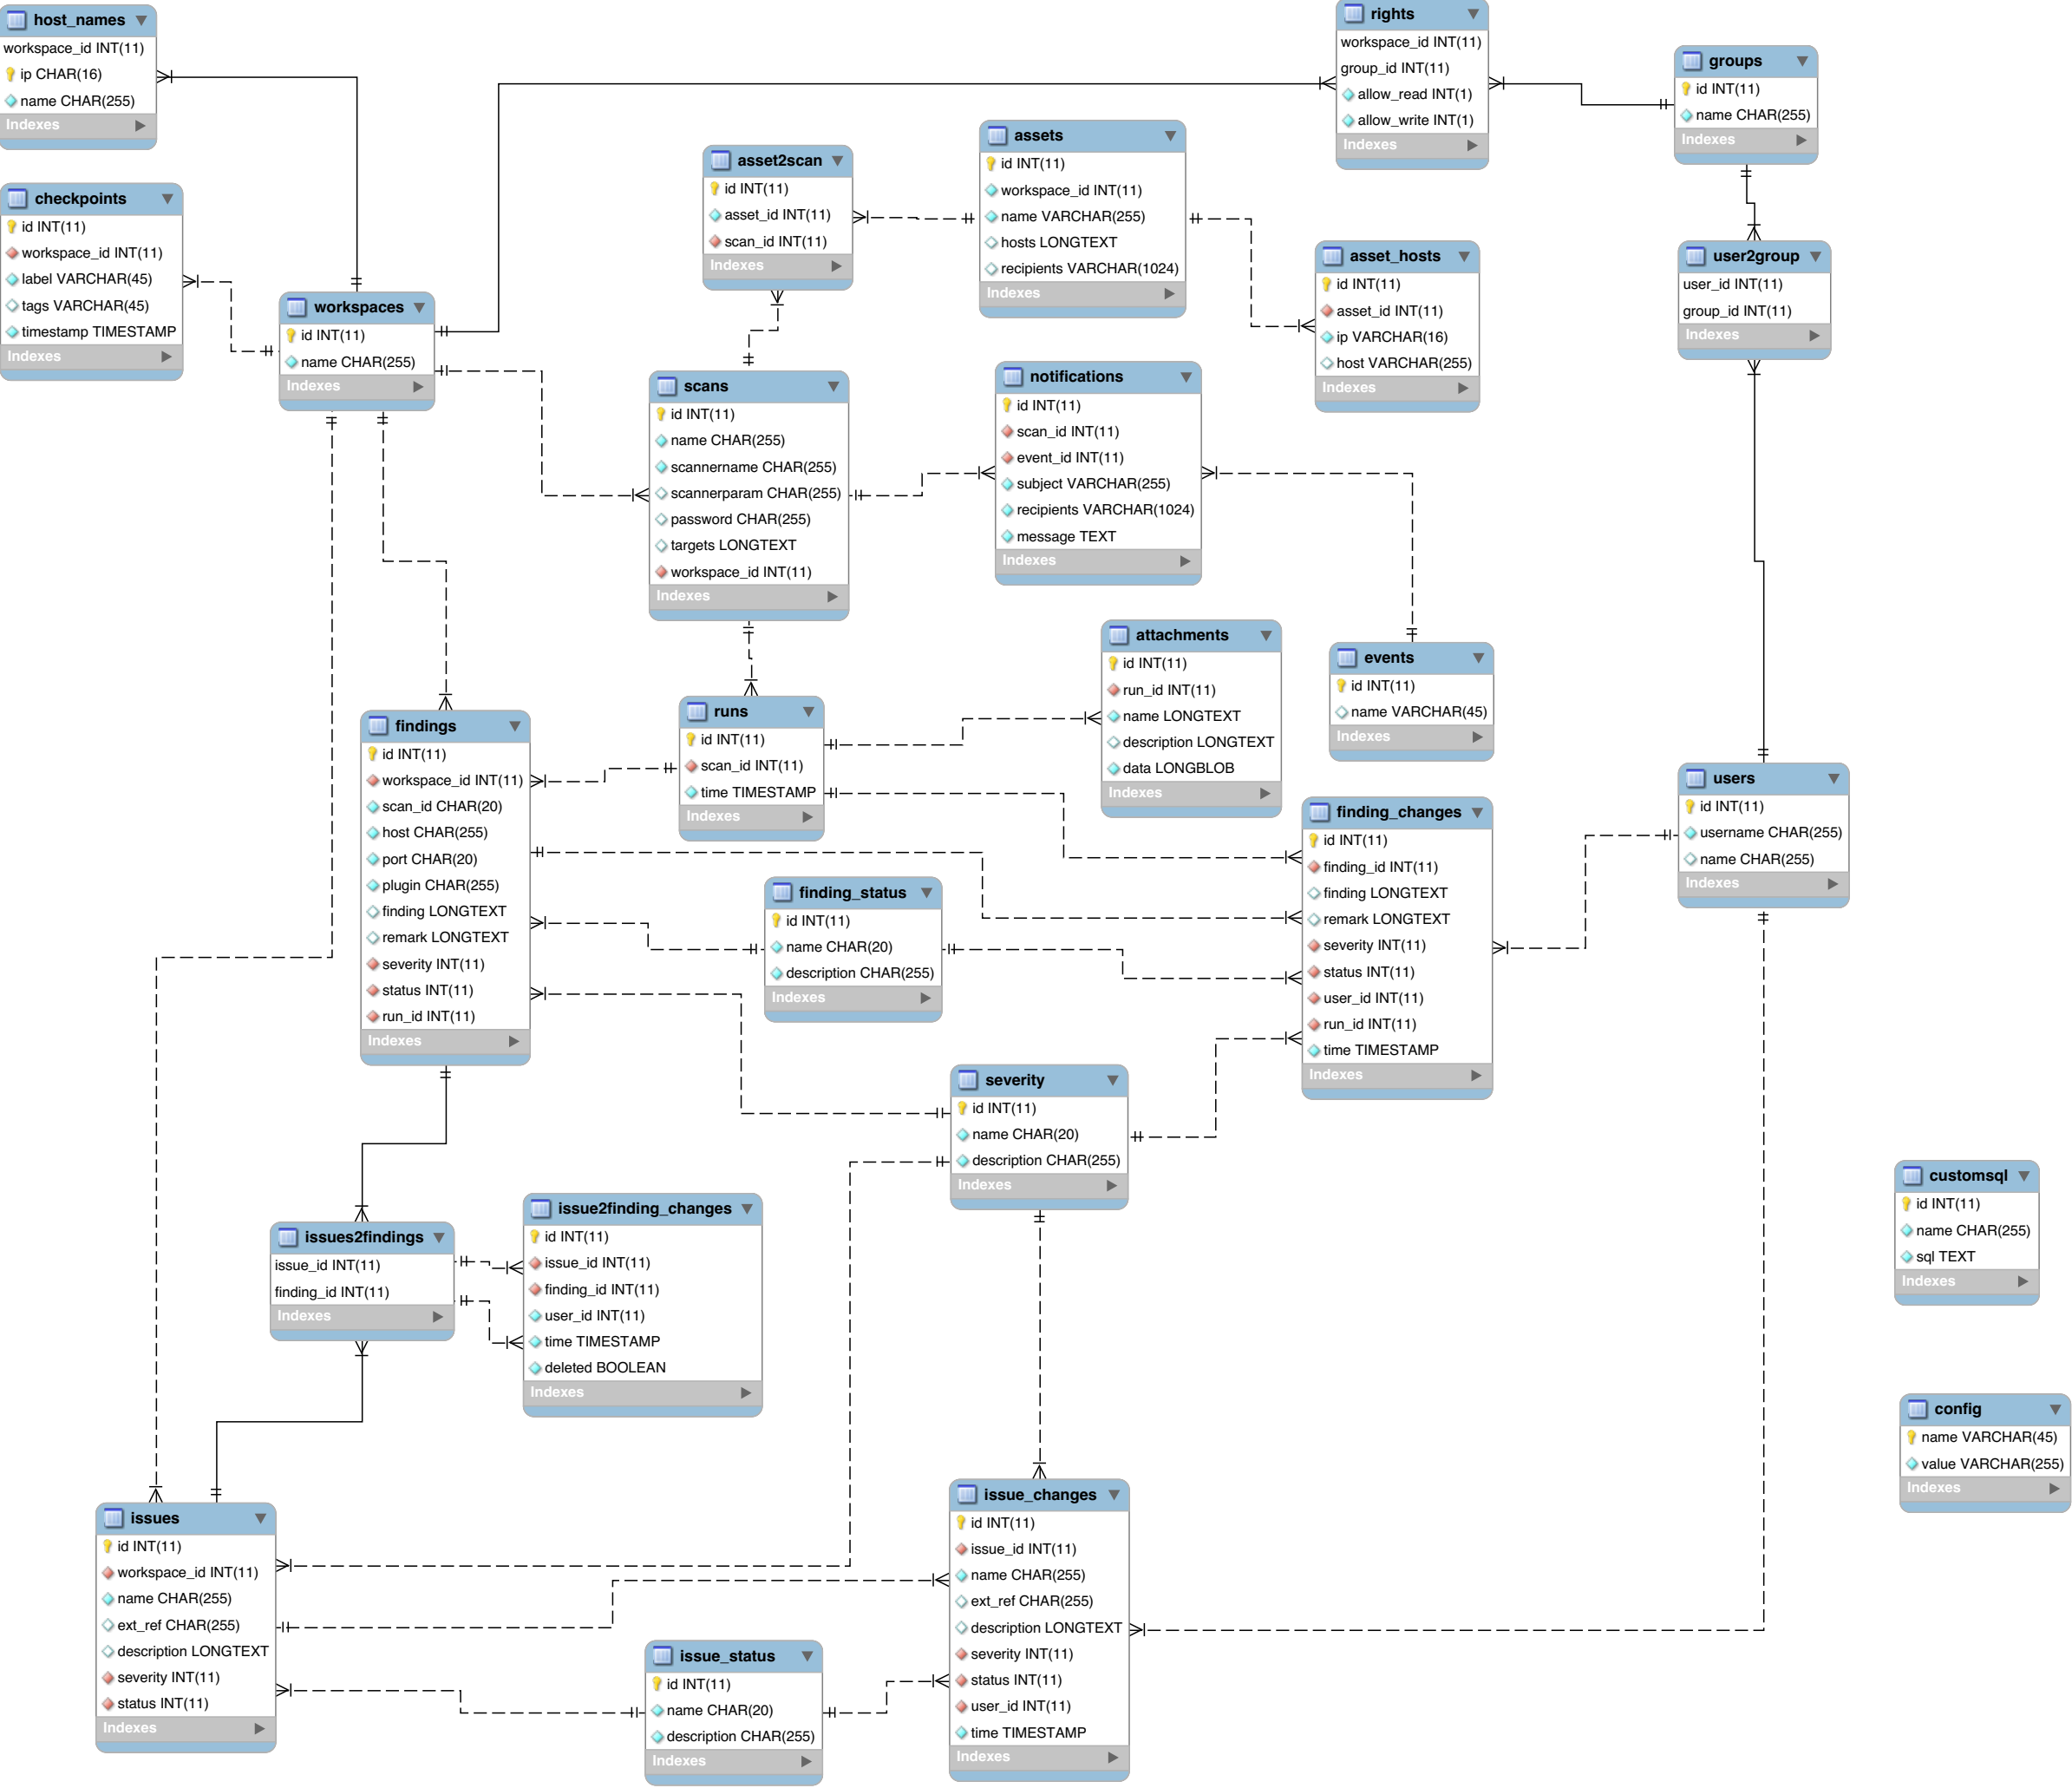 host_names
workspace_id INT(11)
ip CHAR(16)
name CHAR(255)
Indexes
rights
workspace_id INT(11)
group_id INT(11)
allow_read INT(1)
allow_write INT(1)
Indexes
groups
id INT(11)
name CHAR(255)
Indexes
checkpoints
id INT(11)
workspace_id INT(11)
label VARCHAR(45)
tags VARCHAR(45)
timestamp TIMESTAMP
Indexes
asset2scan
id INT(11)
asset_id INT(11)
scan_id INT(11)
Indexes
assets
id INT(11)
workspace_id INT(11)
name VARCHAR(255)
hosts LONGTEXT
recipients VARCHAR(1024)
Indexes
asset_hosts
id INT(11)
asset_id INT(11)
ip VARCHAR(16)
host VARCHAR(255)
Indexes
user2group
user_id INT(11)
group_id INT(11)
Indexes
workspaces
id INT(11)
name CHAR(255)
Indexes
scans
id INT(11)
name CHAR(255)
scannername CHAR(255)
scannerparam CHAR(255)
password CHAR(255)
targets LONGTEXT
workspace_id INT(11)
Indexes
notifications
id INT(11)
scan_id INT(11)
event_id INT(11)
subject VARCHAR(255)
recipients VARCHAR(1024)
message TEXT
Indexes
attachments
id INT(11)
run_id INT(11)
name LONGTEXT
description LONGTEXT
data LONGBLOB
Indexes
events
id INT(11)
name VARCHAR(45)
Indexes
findings
id INT(11)
workspace_id INT(11)
scan_id CHAR(20)
host CHAR(255)
port CHAR(20)
plugin CHAR(255)
finding LONGTEXT
remark LONGTEXT
severity INT(11)
status INT(11)
run_id INT(11)
Indexes
runs
id INT(11)
scan_id INT(11)
time TIMESTAMP
Indexes
finding_changes
id INT(11)
finding_id INT(11)
finding LONGTEXT
remark LONGTEXT
severity INT(11)
status INT(11)
user_id INT(11)
run_id INT(11)
time TIMESTAMP
Indexes
users
id INT(11)
username CHAR(255)
name CHAR(255)
Indexes
finding_status
id INT(11)
name CHAR(20)
description CHAR(255)
Indexes
severity
id INT(11)
name CHAR(20)
description CHAR(255)
Indexes
customsql
id INT(11)
name CHAR(255)
sql TEXT
Indexes
issues2findings
issue_id INT(11)
finding_id INT(11)
Indexes
issue2finding_changes
id INT(11)
issue_id INT(11)
finding_id INT(11)
user_id INT(11)
time TIMESTAMP
deleted BOOLEAN
Indexes
config
name VARCHAR(45)
value VARCHAR(255)
Indexes
issues
id INT(11)
workspace_id INT(11)
name CHAR(255)
ext_ref CHAR(255)
description LONGTEXT
severity INT(11)
status INT(11)
Indexes
issue_changes
id INT(11)
issue_id INT(11)
name CHAR(255)
ext_ref CHAR(255)
description LONGTEXT
severity INT(11)
status INT(11)
user_id INT(11)
time TIMESTAMP
Indexes
issue_status
id INT(11)
name CHAR(20)
description CHAR(255)
Indexes